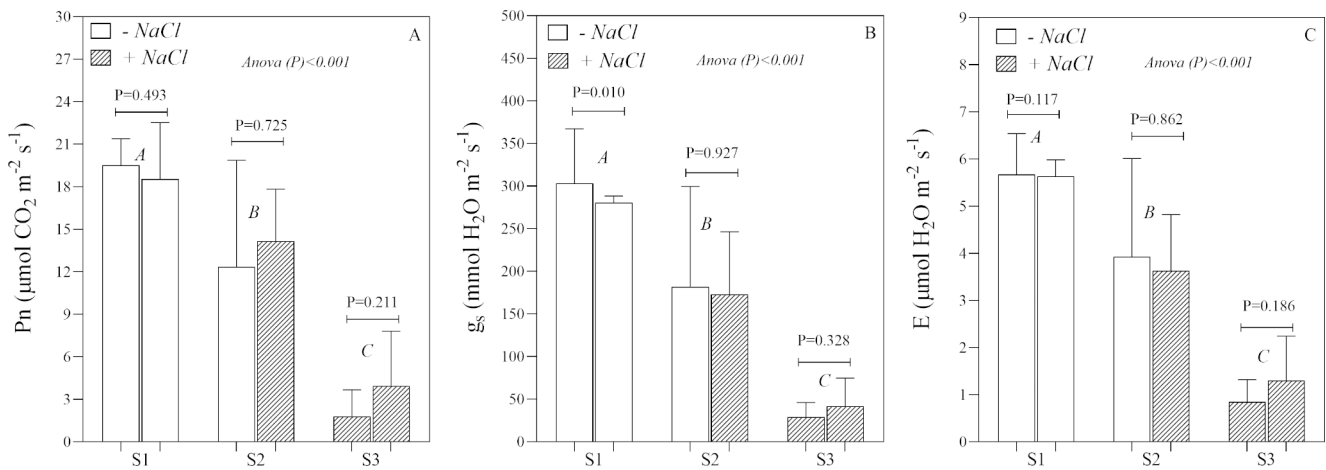 Pn (µmol CO₂ m⁻² s⁻¹)
30
27
24
21
18
15
12
9
6
3
0
- NaCl
+ NaCl
A
Anova (P)<0.001
P=0.493
P=0.725
P=0.211
A
B
C
S1 S2 S3
gₛ (mmol H₂O m⁻² s⁻¹)
500
450
400
350
300
250
200
150
100
50
0
- NaCl
+ NaCl
B
Anova (P)<0.001
P=0.010
P=0.927
P=0.328
A
B
C
S1 S2 S3
E (µmol H₂O m⁻² s⁻¹)
9
8
7
6
5
4
3
2
1
0
- NaCl
+ NaCl
C
Anova (P)<0.001
P=0.117
P=0.862
P=0.186
A
B
C
S1 S2 S3